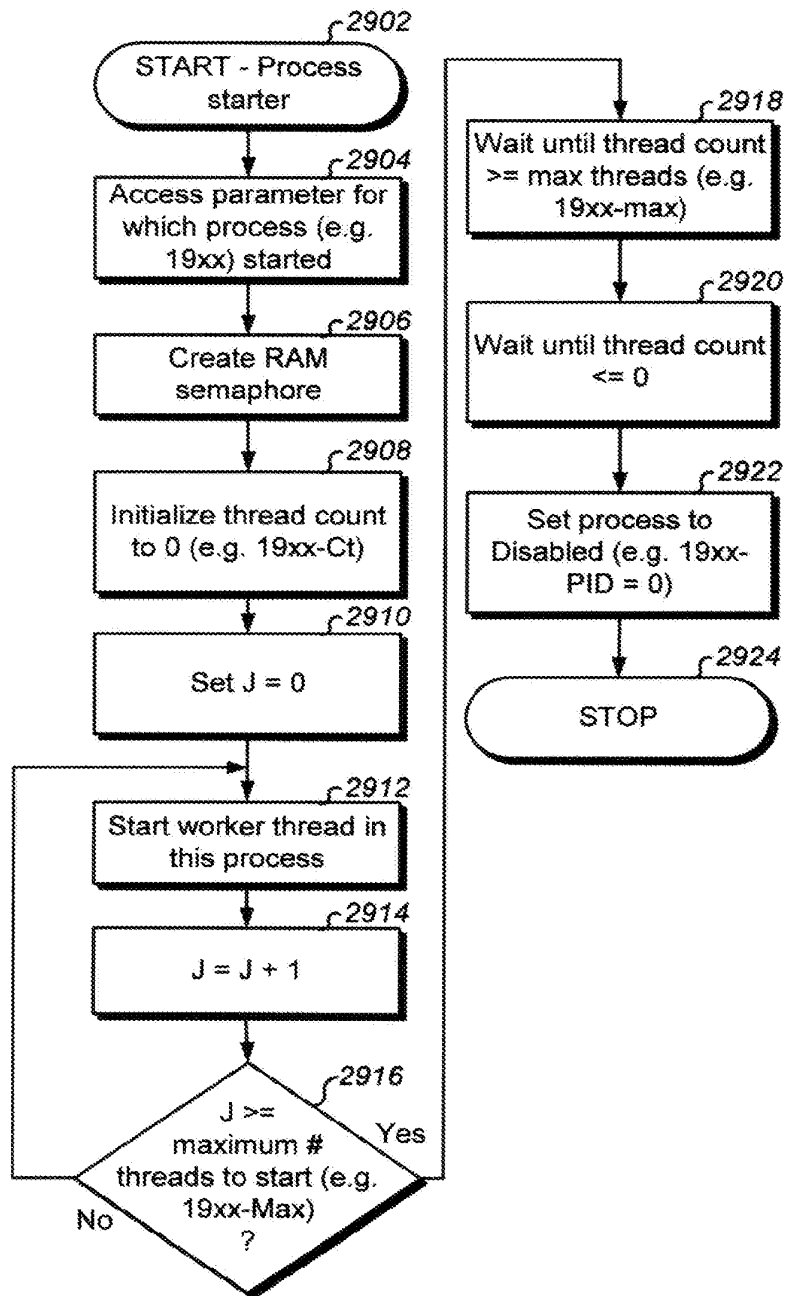 2902
START - Process
starter
2904
Access parameter for
which process (e.g.
19xx) started
2906
Create RAM
semaphore
2908
Initialize thread count
to 0 (e.g. 19xx-Ct)
2910
Set J = 0
2912
Start worker thread in
this process
2914
J = J + 1
2916
J >=
maximum #
threads to start (e.g.
19xx-Max)
?
Yes
No
2918
Wait until thread count
>= max threads (e.g.
19xx-max)
2920
Wait until thread count
<= 0
2922
Set process to
Disabled (e.g. 19xx-
PID = 0)
2924
STOP